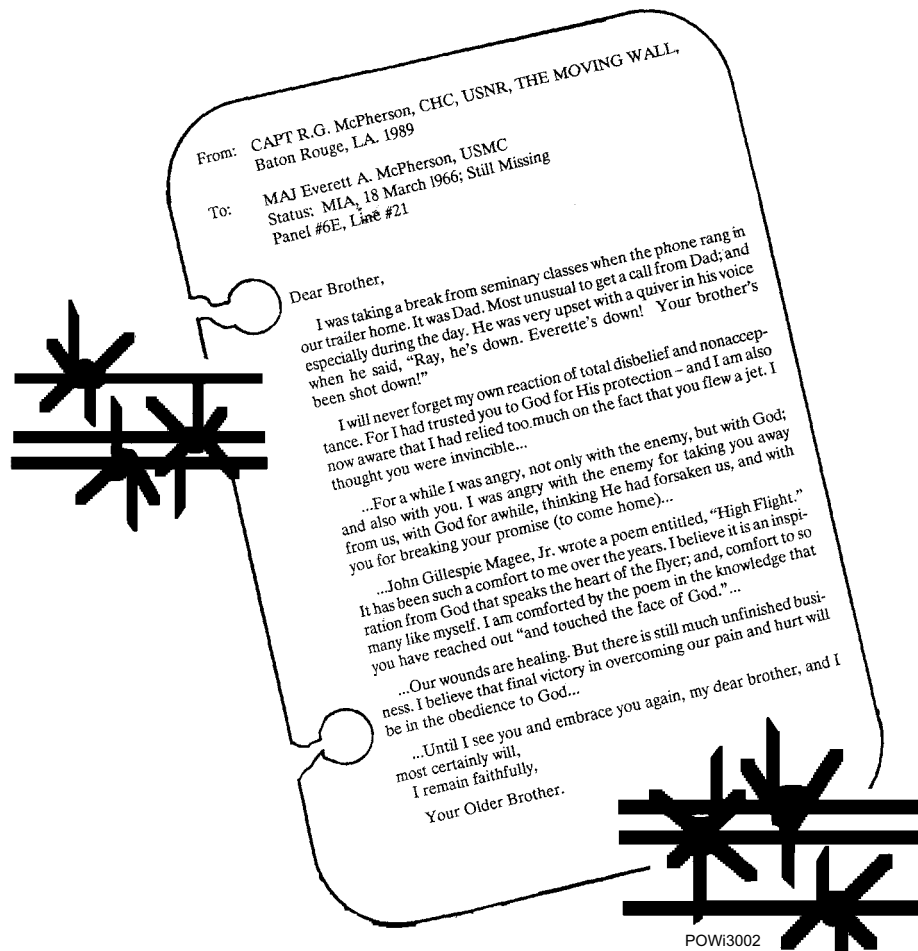 From: CAPT R.G. McPherson, CHC, USNR, THE MOVING WALL,
Baton Rouge, LA. 1989
To: MAJ Everett A. McPherson, USMC
Status: MIA, 18 March 1966; Still Missing
Panel #6E, Line #21
Dear Brother,
I was taking a break from seminary classes when the phone rang in
our trailer home. It was Dad. Most unusual to get a call from Dad; and
especially during the day. He was very upset with a quiver in his voice
when he said, “Ray, he’s down. Everette’s down! Your brother’s
been shot down!”
I will never forget my own reaction of total disbelief and nonaccep-
tance. For I had trusted you to God for His protection – and I am also
now aware that I had relied too much on the fact that you flew a jet. I
thought you were invincible...
...For a while I was angry, not only with the enemy, but with God;
and also with you. I was angry with the enemy for taking you away
from us, with God for awhile, thinking He had forsaken us, and with
you for breaking your promise (to come home)...
...John Gillespie Magee, Jr. wrote a poem entitled, “High Flight.”
It has been such a comfort to me over the years. I believe it is an inspi-
ration from God that speaks the heart of the flyer; and, comfort to so
many like myself. I am comforted by the poem in the knowledge that
you have reached out “and touched the face of God.”...
...Our wounds are healing. But there is still much unfinished busi-
ness. I believe that final victory in overcoming our pain and hurt will
be in the obedience to God...
...Until I see you and embrace you again, my dear brother, and I
most certainly will,
I remain faithfully,
Your Older Brother.
POWi3002